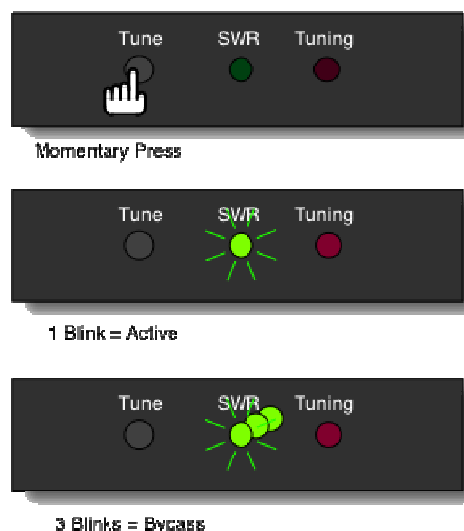 Tune SWR Tuning
Momentary Press
Tune SWR Tuning
1 Blink = Active
Tune SWR Tuning
3 Blinks = Bypass